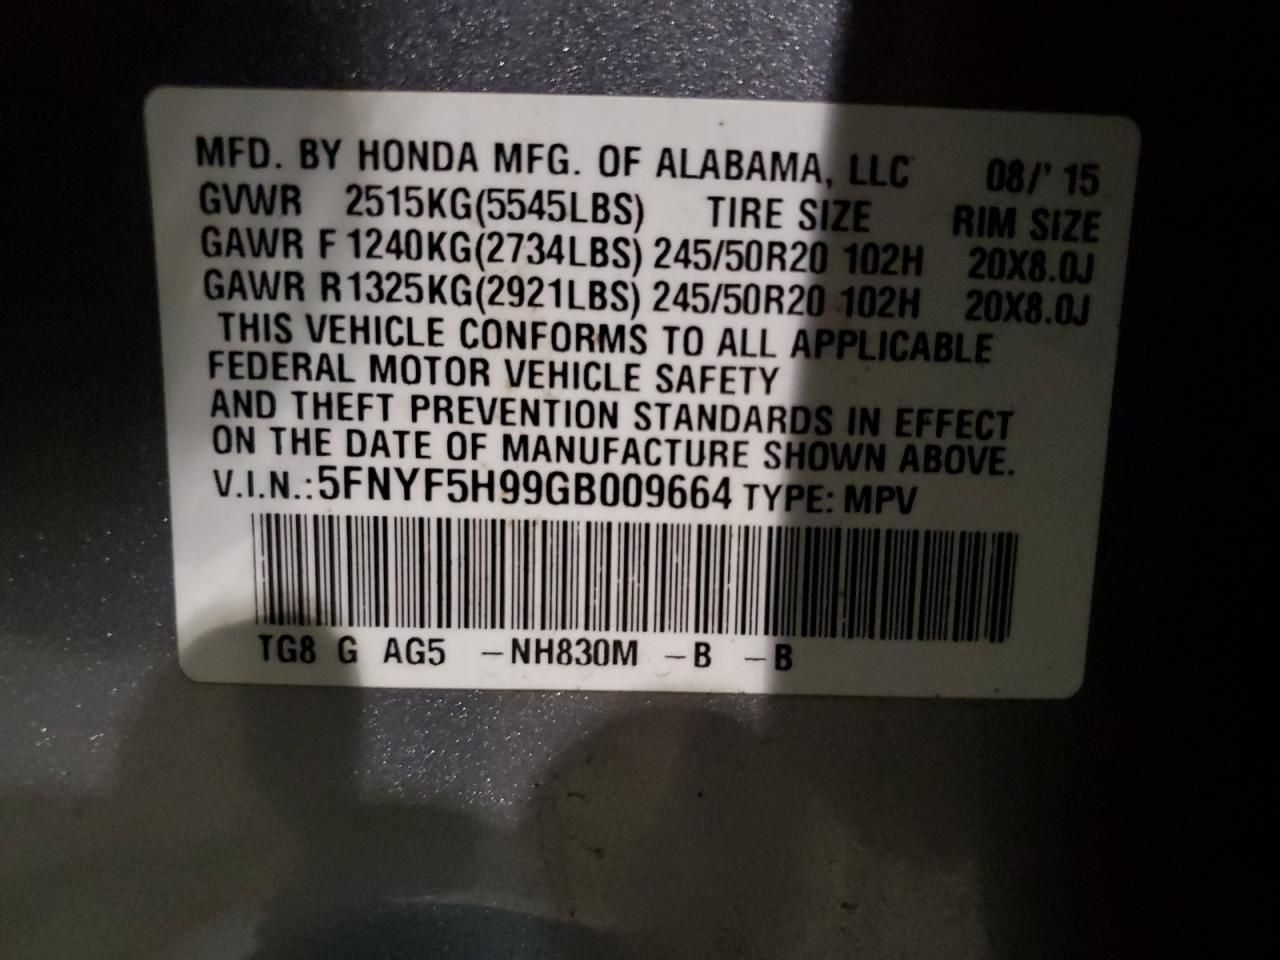 MFD. BY HONDA MFG. OF ALABAMA, LLC 08/' 15
GVWR 2515KG(5545LBS) TIRE SIZE RIM SIZE
GAWR F 1240KG(2734LBS) 245/50R20 102H 20X8.0J
GAWR R 1325KG(2921LBS) 245/50R20 102H 20X8.0J
THIS VEHICLE CONFORMS TO ALL APPLICABLE
FEDERAL MOTOR VEHICLE SAFETY
AND THEFT PREVENTION STANDARDS IN EFFECT
ON THE DATE OF MANUFACTURE SHOWN ABOVE.
V.I.N.: 5FNYF5H99GB009664 TYPE: MPV
TG8 G AG5 –NH830M –B –B